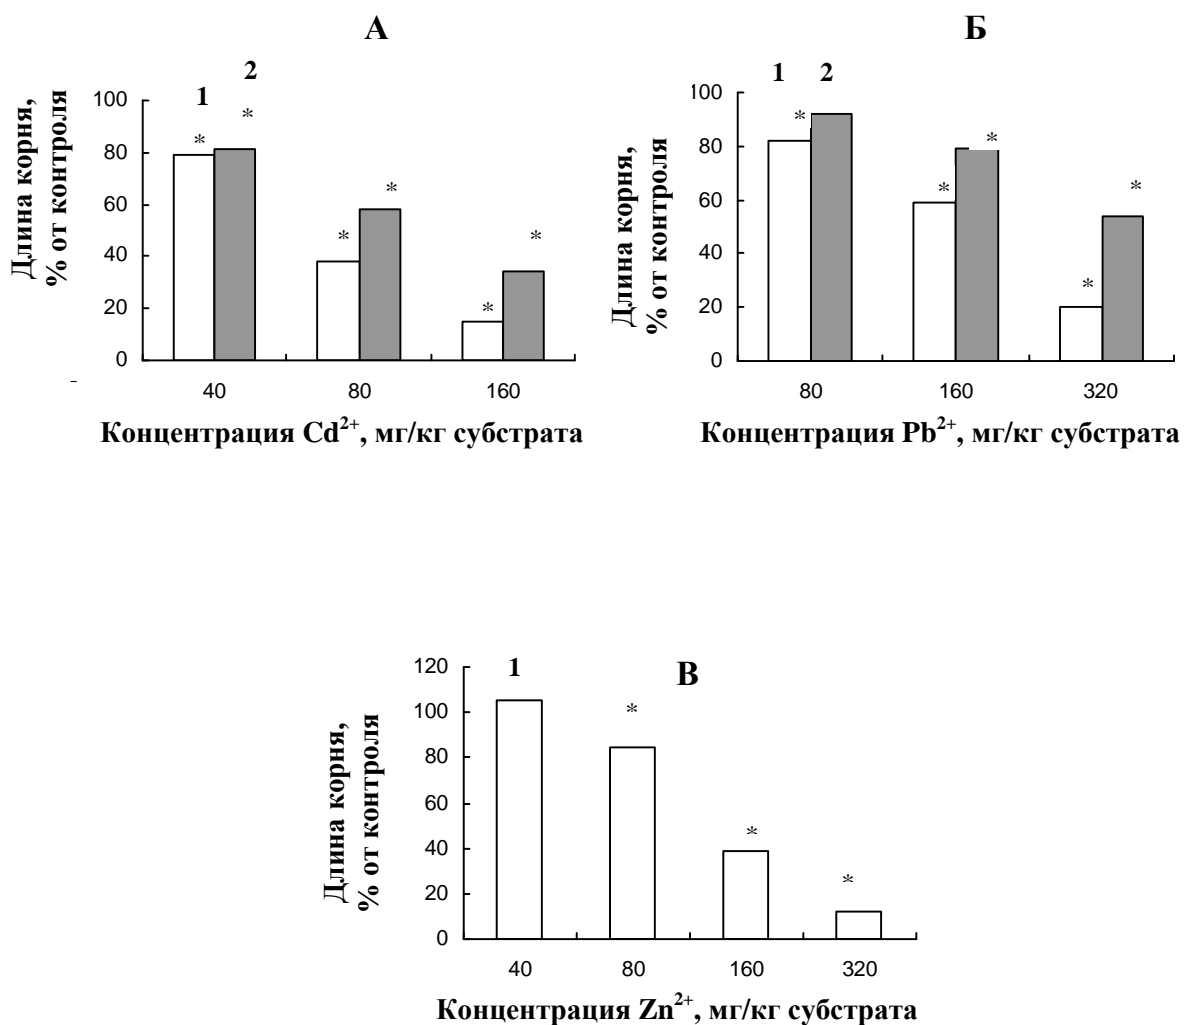 А
1 2
Длина корня,
% от контроля
100
80
60
40
20
0
* *
* *
* *
40 80 160
Концентрация Cd2+, мг/кг субстрата
Б
1 2
Длина корня,
% от контроля
100
80
60
40
20
0
*
* *
* *
80 160 320
Концентрация Pb2+, мг/кг субстрата
В
1
Длина корня,
% от контроля
120
100
80
60
40
20
0
*
*
*
40 80 160 320
Концентрация Zn2+, мг/кг субстрата